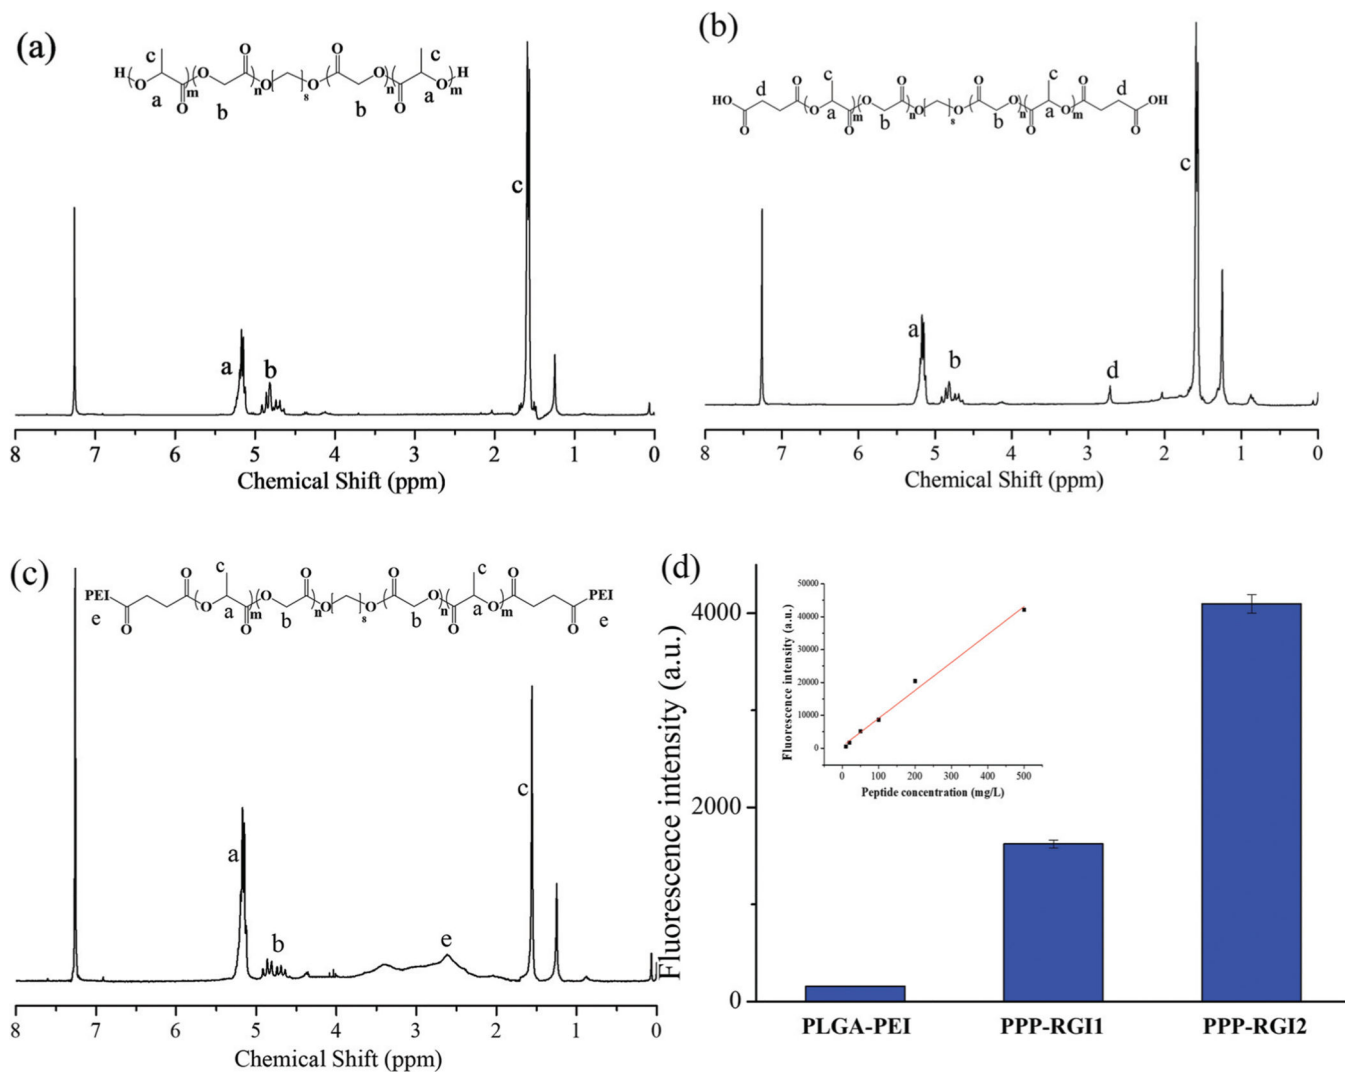 (a)
c
O
O
c
H
O
O
O
O
O
O
O
H
m
n
8
n
m
a
O
b
b
O
a
c
a
b
8
7
6
5
4
3
2
1
0
Chemical Shift (ppm)
(b)
d
O
c
O
O
O
d
HO
O
O
O
O
O
O
OH
O
a
O
m
b
n
8
b
n
O
a
m
O
c
a
b
d
8
7
6
5
4
3
2
1
0
Chemical Shift (ppm)
(c)
O
c
O
O
c
O
PEI
O
O
O
O
O
O
PEI
e
O
a
O
m
b
n
8
b
n
O
a
m
O
e
c
a
b
e
8
7
6
5
4
3
2
1
0
Chemical Shift (ppm)
(d)
Fluorescence intensity (a.u.)
4000
2000
0
Fluorescence intensity (a.u.)
50000
40000
30000
20000
10000
0
0
100
200
300
400
500
Peptide concentration (mg/L)
PLGA-PEI
PPP-RGI1
PPP-RGI2